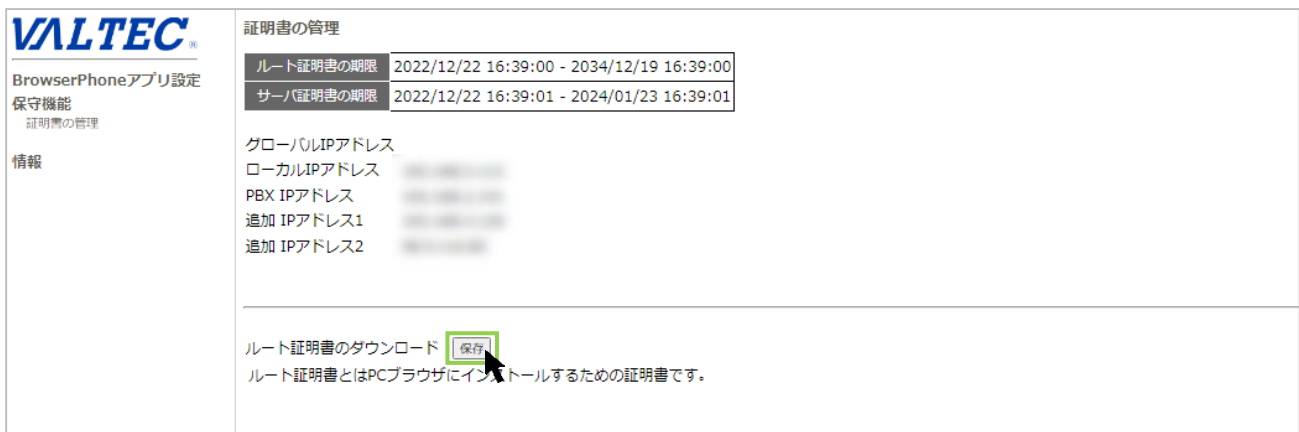 VALTEC®
BrowserPhoneアプリ設定
保守機能
証明書の管理
情報
証明書の管理
ルート証明書の期限 2022/12/22 16:39:00 - 2034/12/19 16:39:00
サーバ証明書の期限 2022/12/22 16:39:01 - 2024/01/23 16:39:01
グローバルIPアドレス
ローカルIPアドレス
PBX IPアドレス
追加 IPアドレス1
追加 IPアドレス2
ルート証明書のダウンロード 保存
ルート証明書とはPCブラウザにインストールするための証明書です。